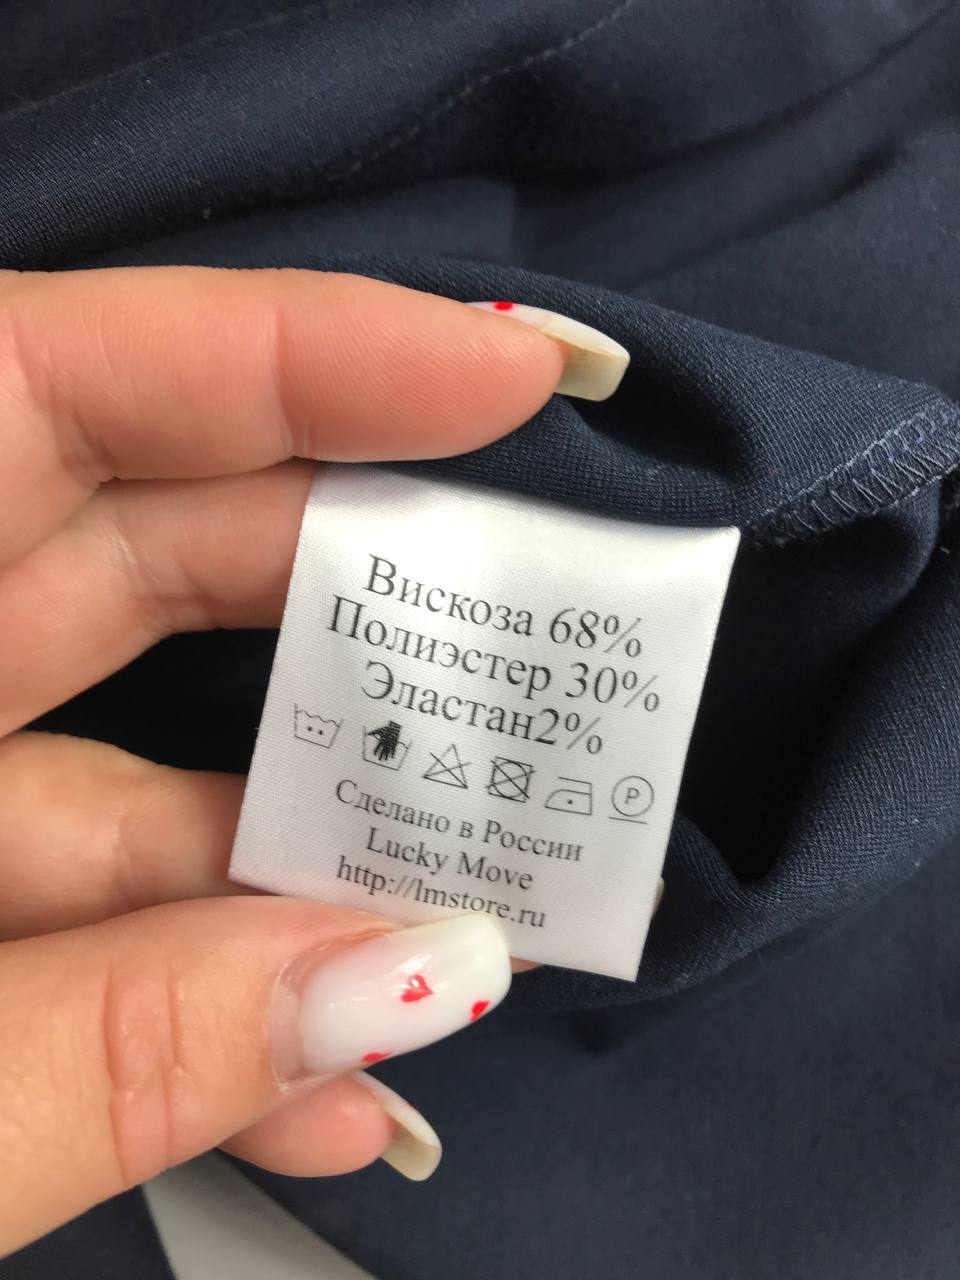 Вискоза 68%
Полиэстер 30%
Эластан2%
P
Сделано в России
Lucky Move
http://lmstore.ru